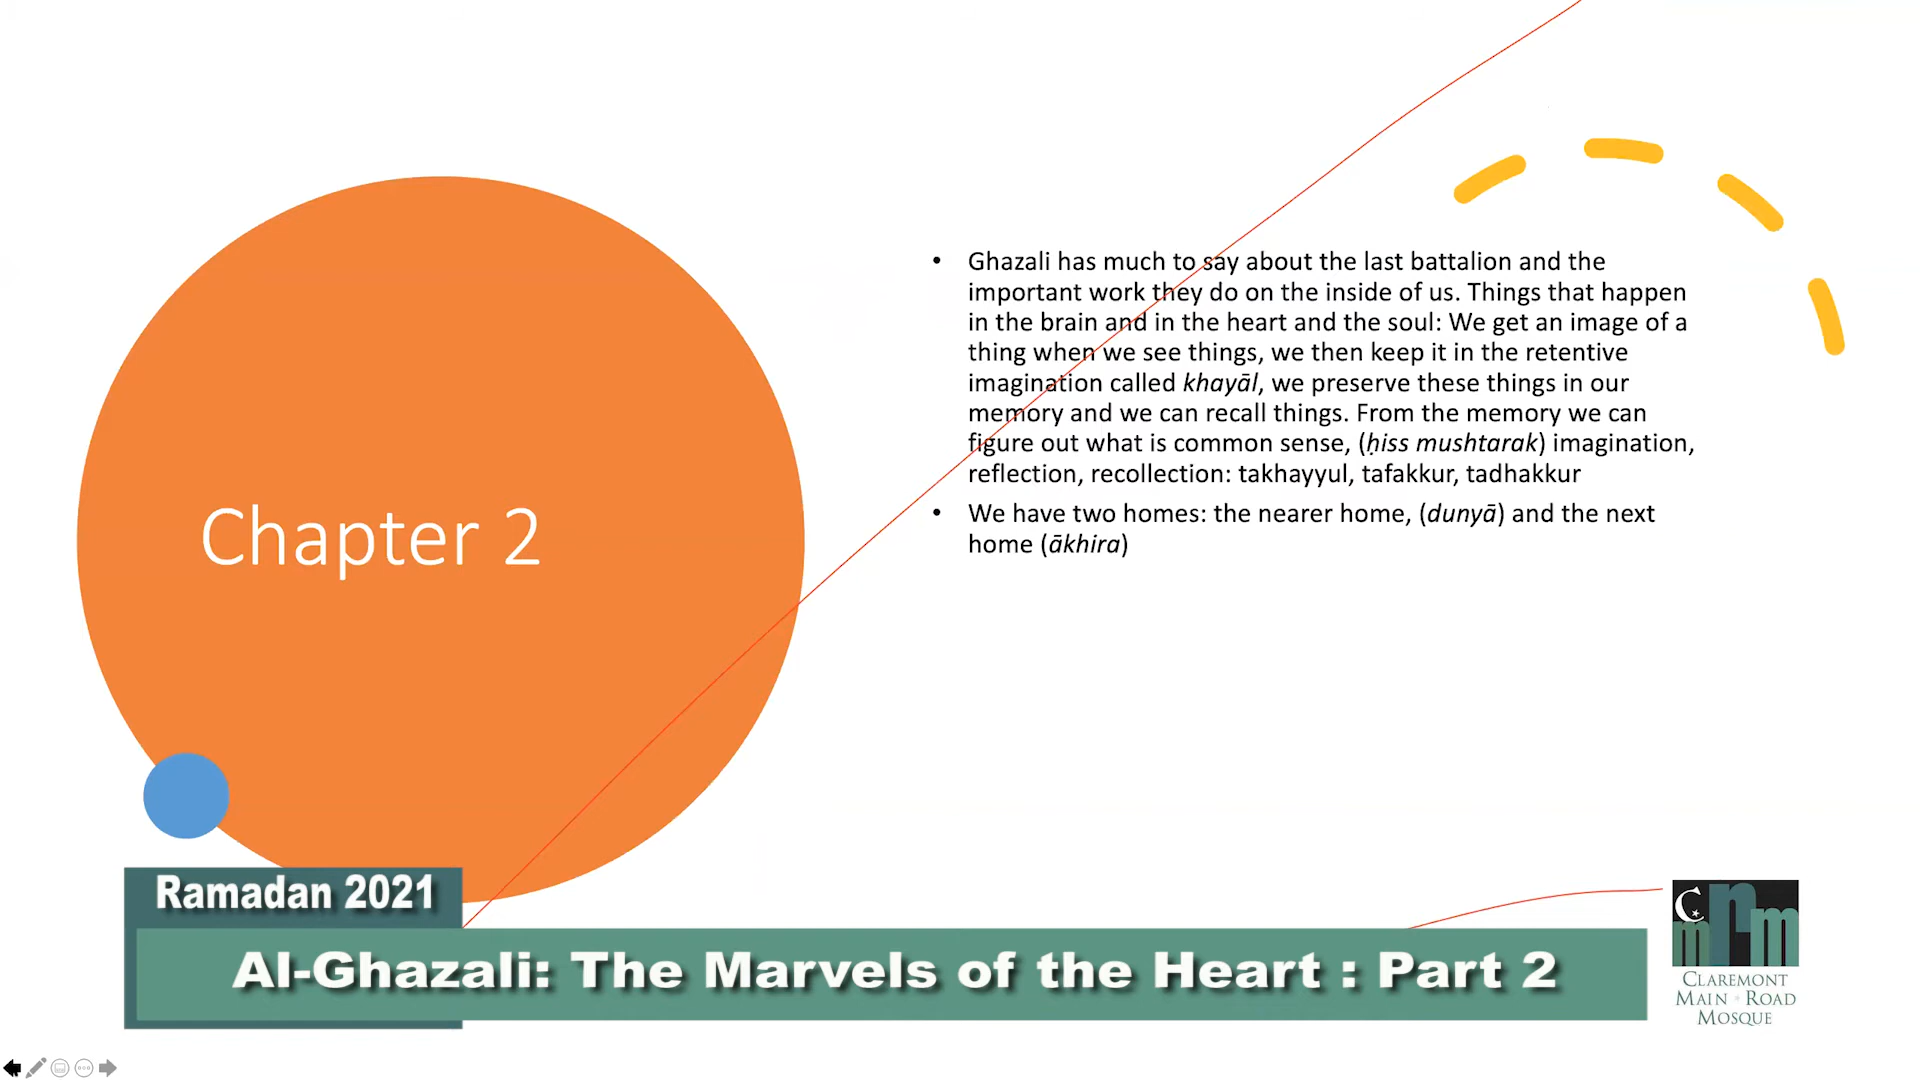 Chapter 2
• Ghazali has much to say about the last battalion and the
important work they do on the inside of us. Things that happen
in the brain and in the heart and the soul: We get an image of a
thing when we see things, we then keep it in the retentive
imagination called khayāl, we preserve these things in our
memory and we can recall things. From the memory we can
figure out what is common sense, (ḥiss mushtarak) imagination,
reflection, recollection: takhayyul, tafakkur, tadhakkur
• We have two homes: the nearer home, (dunyā) and the next
home (ākhira)
Ramadan 2021
Al-Ghazali: The Marvels of the Heart : Part 2
cmrm
CLAREMONT
MAIN ROAD
MOSQUE